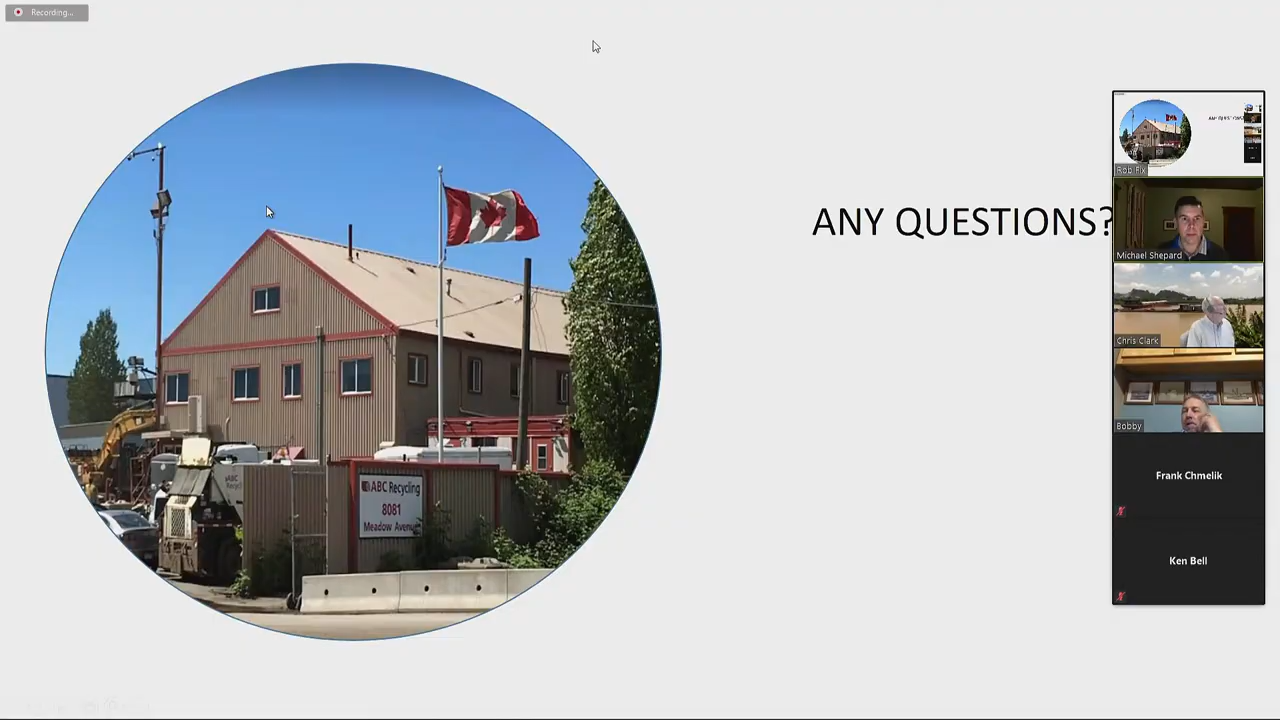 Recording...
ABC Recycling
8081
Meadow Avenue
ANY QUESTIONS?
Rob Fix
Michael Shepard
Chris Clark
Bobby
Frank Chmelik
Ken Bell